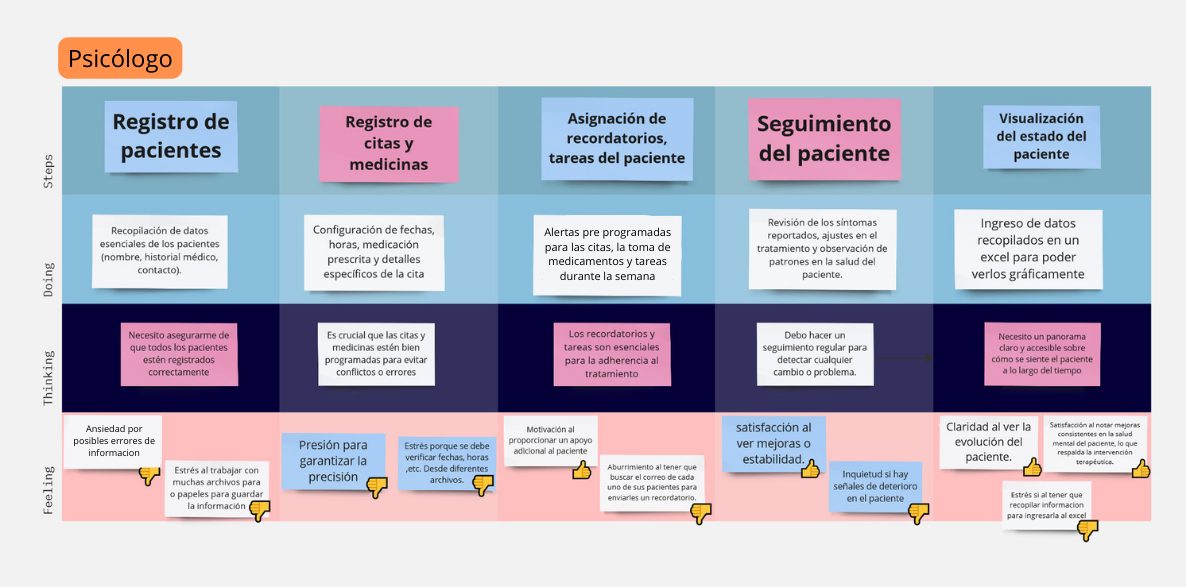 Psicólogo
Steps
Registro de
pacientes
Registro de
citas y
medicinas
Asignación de
recordatorios,
tareas del paciente
Seguimiento
del paciente
Visualización
del estado del
paciente
Doing
Recopilación de datos
esenciales de los pacientes
(nombre, historial médico,
contacto).
Configuración de fechas,
horas, medicación
prescrita y detalles
específicos de la cita
Alertas pre programadas
para las citas, la toma de
medicamentos y tareas
durante la semana
Revisión de los síntomas
reportados, ajustes en el
tratamiento y observación de
patrones en la salud del
paciente.
Ingreso de datos
recopilados en un
excel para poder
verlos gráficamente
Thinking
Necesito asegurarme de
que todos los pacientes
estén registrados
correctamente
Es crucial que las citas y
medicinas estén bien
programadas para evitar
conflictos o errores
Los recordatorios y
tareas son esenciales
para la adherencia al
tratamiento
Debo hacer un
seguimiento regular para
detectar cualquier
cambio o problema.
Necesito un panorama
claro y accesible sobre
cómo se siente el paciente
a lo largo del tiempo
Feeling
Ansiedad por
posibles errores de
informacion
Estrés al trabajar con
muchas archivos para
o papeles para guardar
la información
Presión para
garantizar la
precisión
Estrés porque se debe
verificar fechas, horas
,etc. Desde diferentes
archivos.
Motivación al
proporcionar un apoyo
adicional al paciente
Aburrimiento al tener que
buscar el correo de cada
uno de sus pacientes para
enviarles un recordatorio.
satisfacción al
ver mejoras o
estabilidad.
Inquietud si hay
señales de deterioro
en el paciente
Claridad al ver la
evolución del
paciente.
Satisfacción al notar mejoras
consistentes en la salud
mental del paciente, lo que
respalda la intervención
terapéutica.
Estrés si al tener que
recopilar informacion
para ingresarla al excel